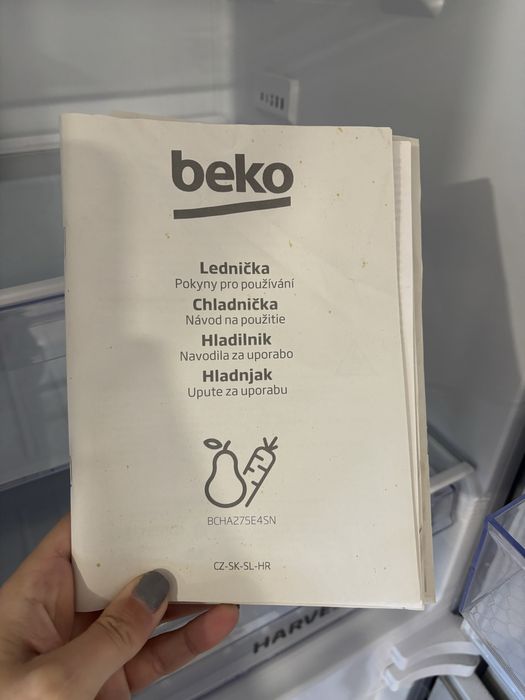 beko
Lednička
Pokyny pro používání
Chladnička
Návod na použitie
Hladilnik
Navodila za uporabo
Hladnjak
Upute za uporabu
BCHA275E4SN
CZ-SK-SL-HR